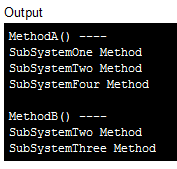 Output
MethodA() ----
SubSystemOne Method
SubSystemTwo Method
SubSystemFour Method
MethodB() ----
SubSystemTwo Method
SubSystemThree Method